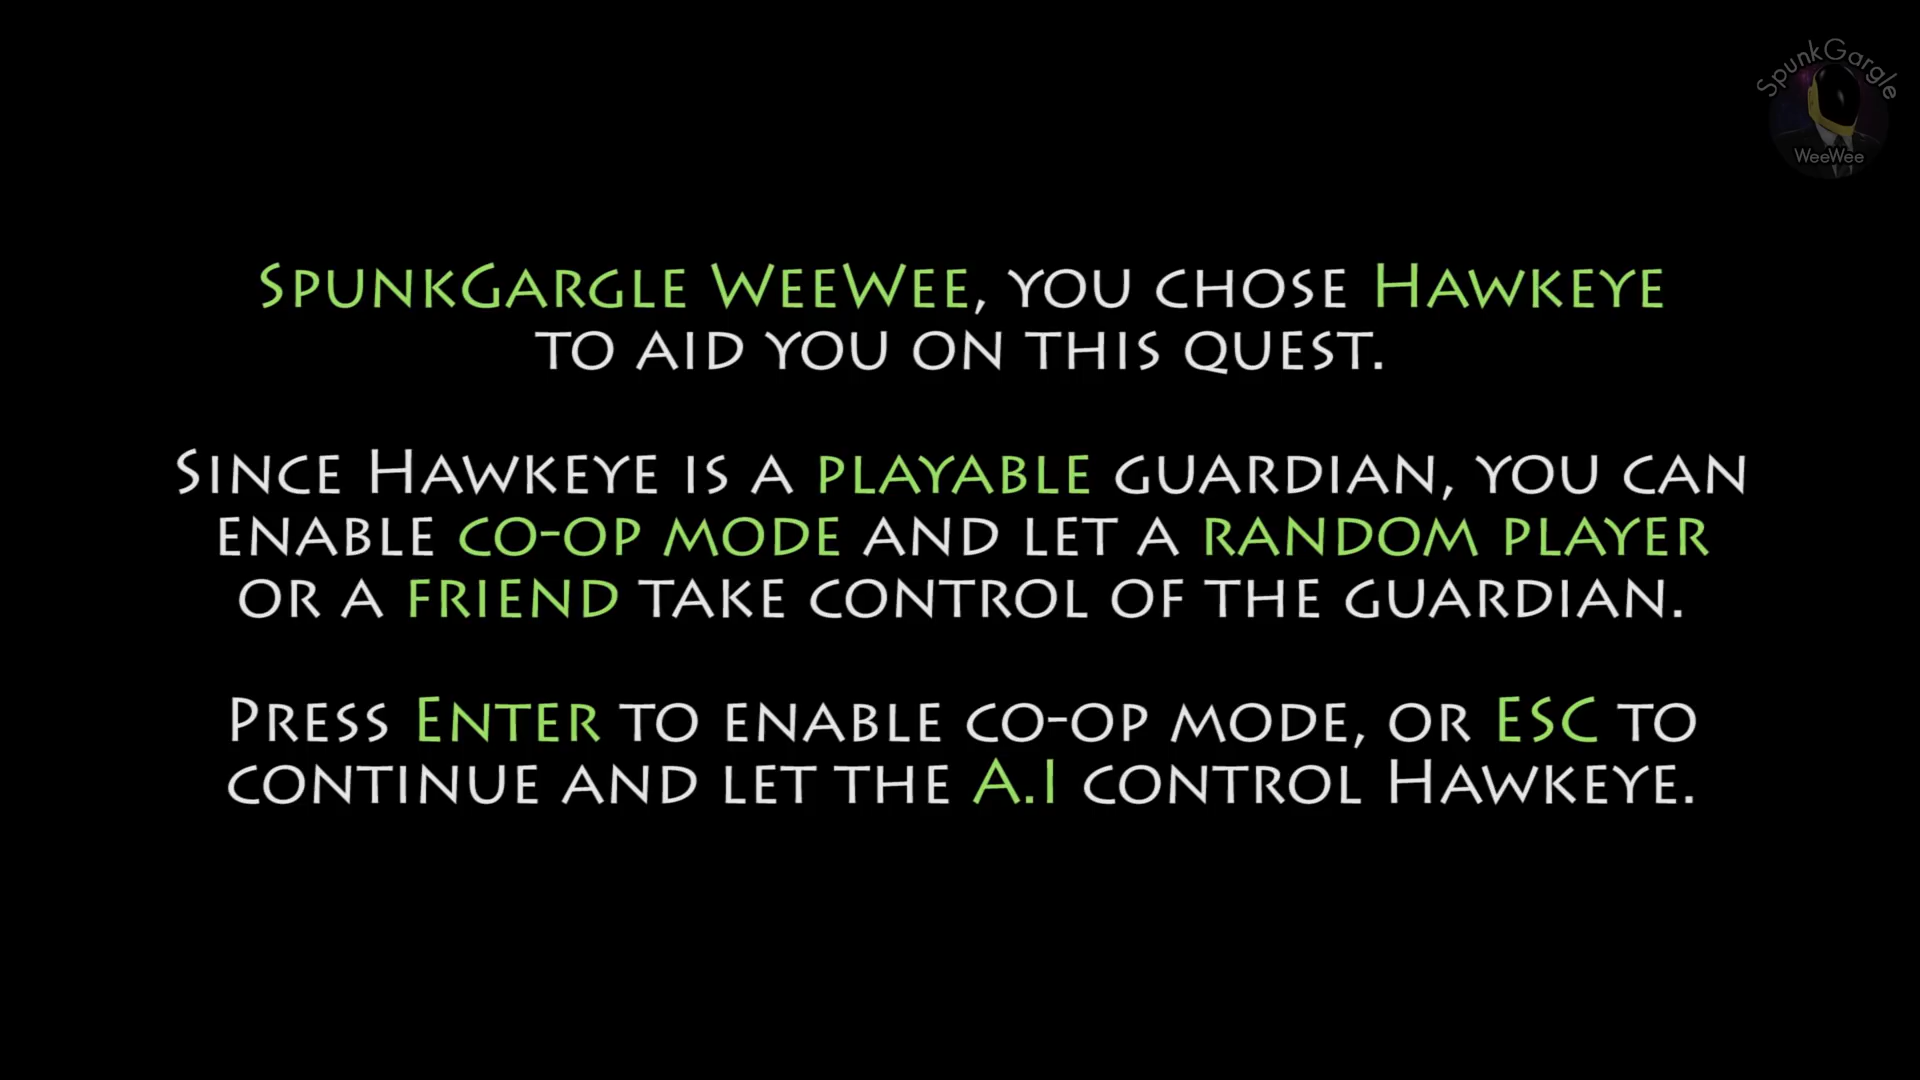 SpunkGargle
WeeWee
SpunkGargle WeeWee, you chose Hawkeye
to aid you on this quest.
Since Hawkeye is a playable guardian, you can
enable co-op mode and let a random player
or a friend take control of the guardian.
Press Enter to enable co-op mode, or ESC to
continue and let the A.I control Hawkeye.